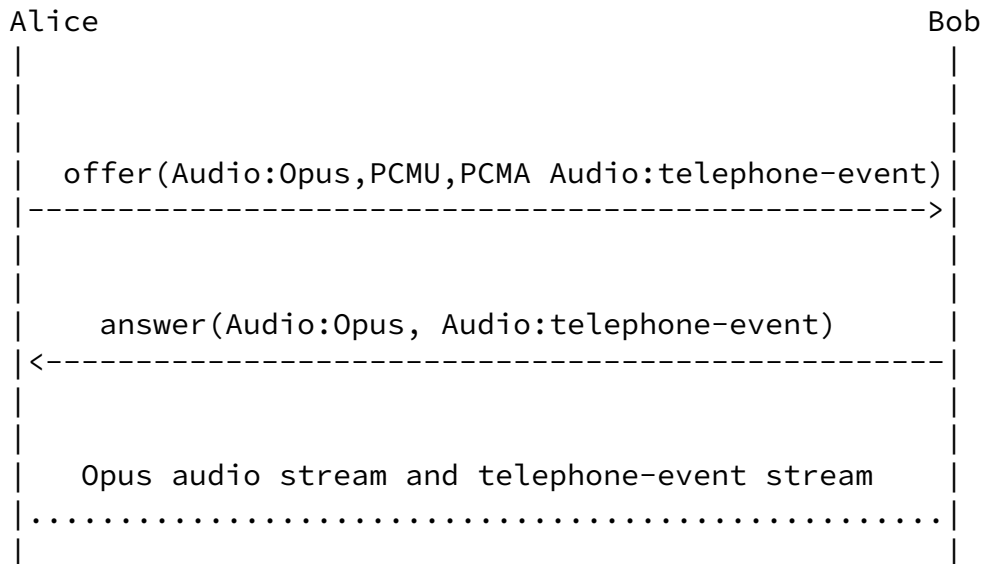 Alice Bob
offer(Audio:Opus,PCMU,PCMA Audio:telephone-event)
answer(Audio:Opus, Audio:telephone-event)
Opus audio stream and telephone-event stream